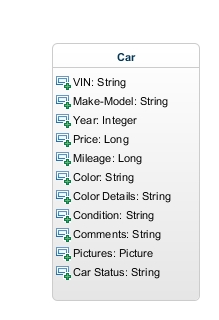 Car
VIN: String
Make-Model: String
Year: Integer
Price: Long
Mileage: Long
Color: String
Color Details: String
Condition: String
Comments: String
Pictures: Picture
Car Status: String